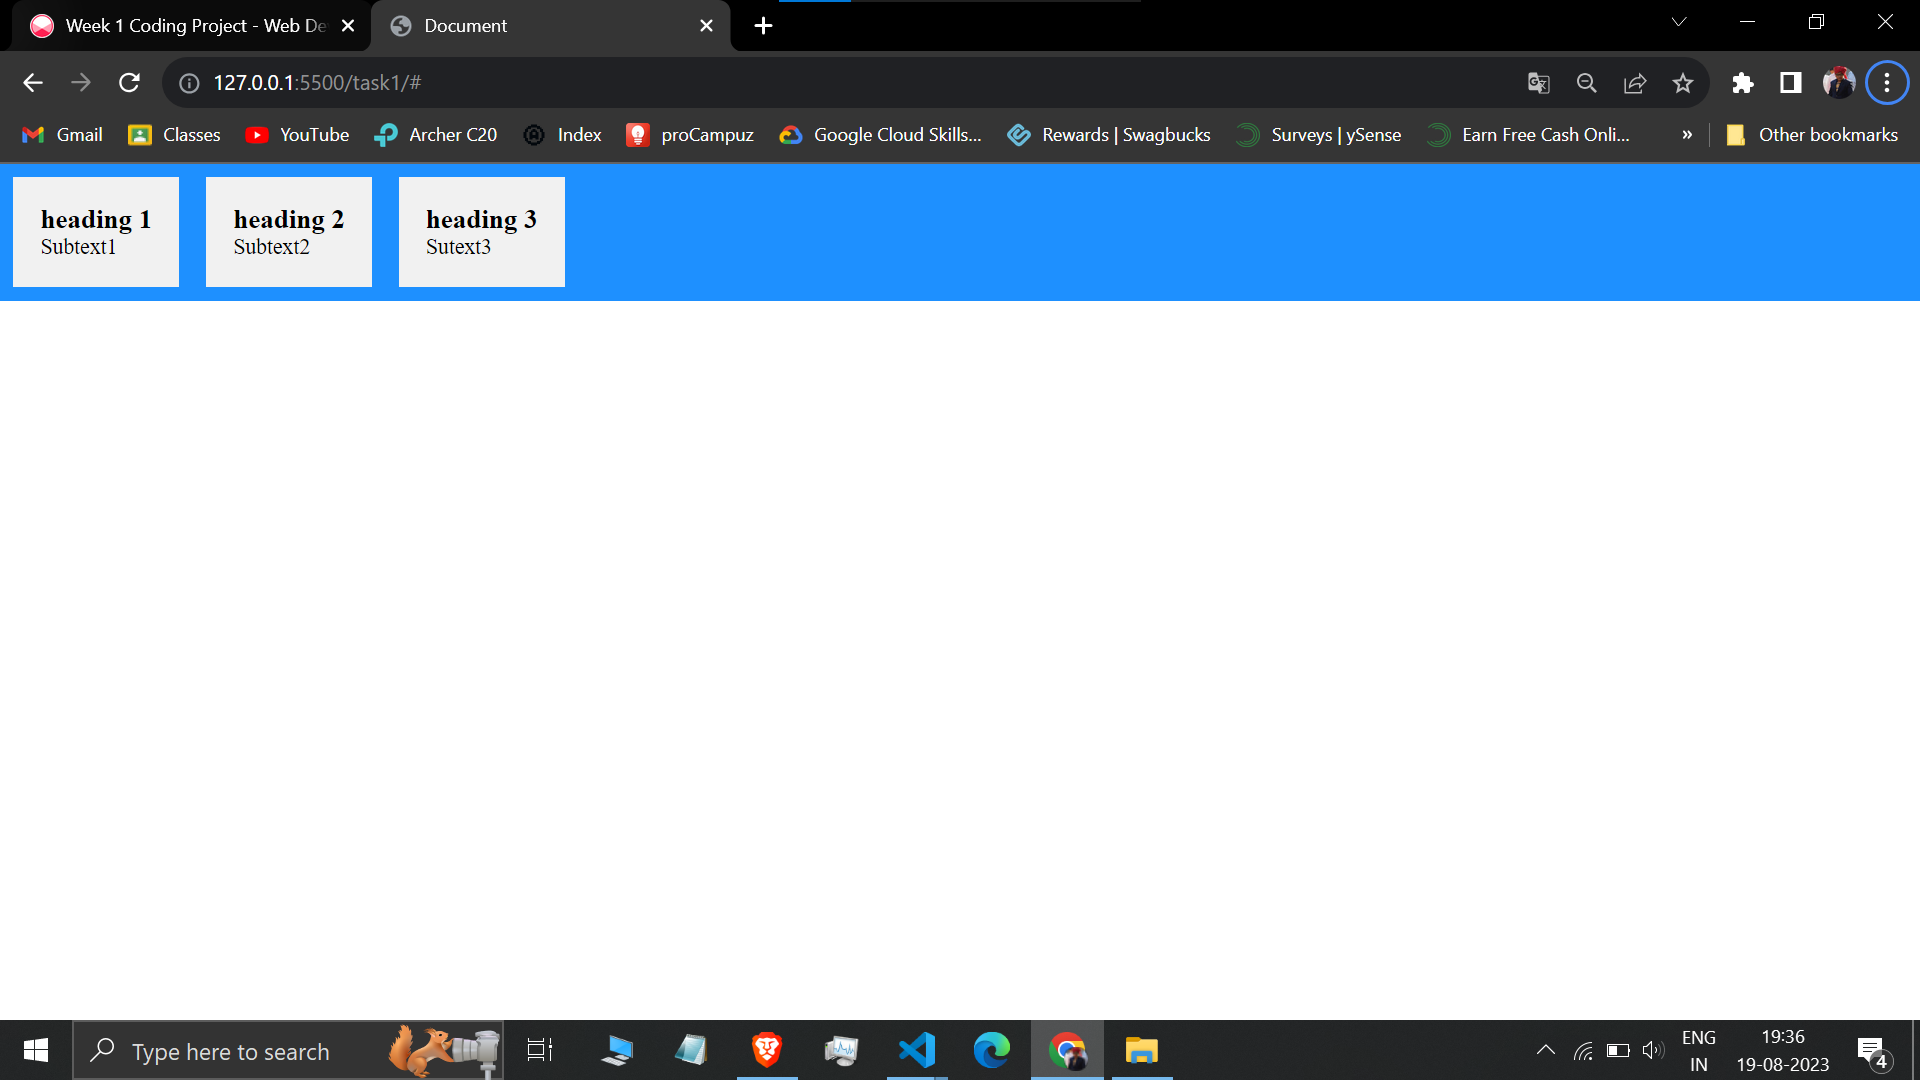 Week 1 Coding Project - Web De
Document
127.0.0.1:5500/task1/#
Gmail
Classes
YouTube
Archer C20
Index
proCampuz
Google Cloud Skills...
Rewards | Swagbucks
Surveys | ySense
Earn Free Cash Onli...
»
Other bookmarks
heading 1
Subtext1
heading 2
Subtext2
heading 3
Sutext3
Type here to search
ENG
IN
19:36
19-08-2023
4